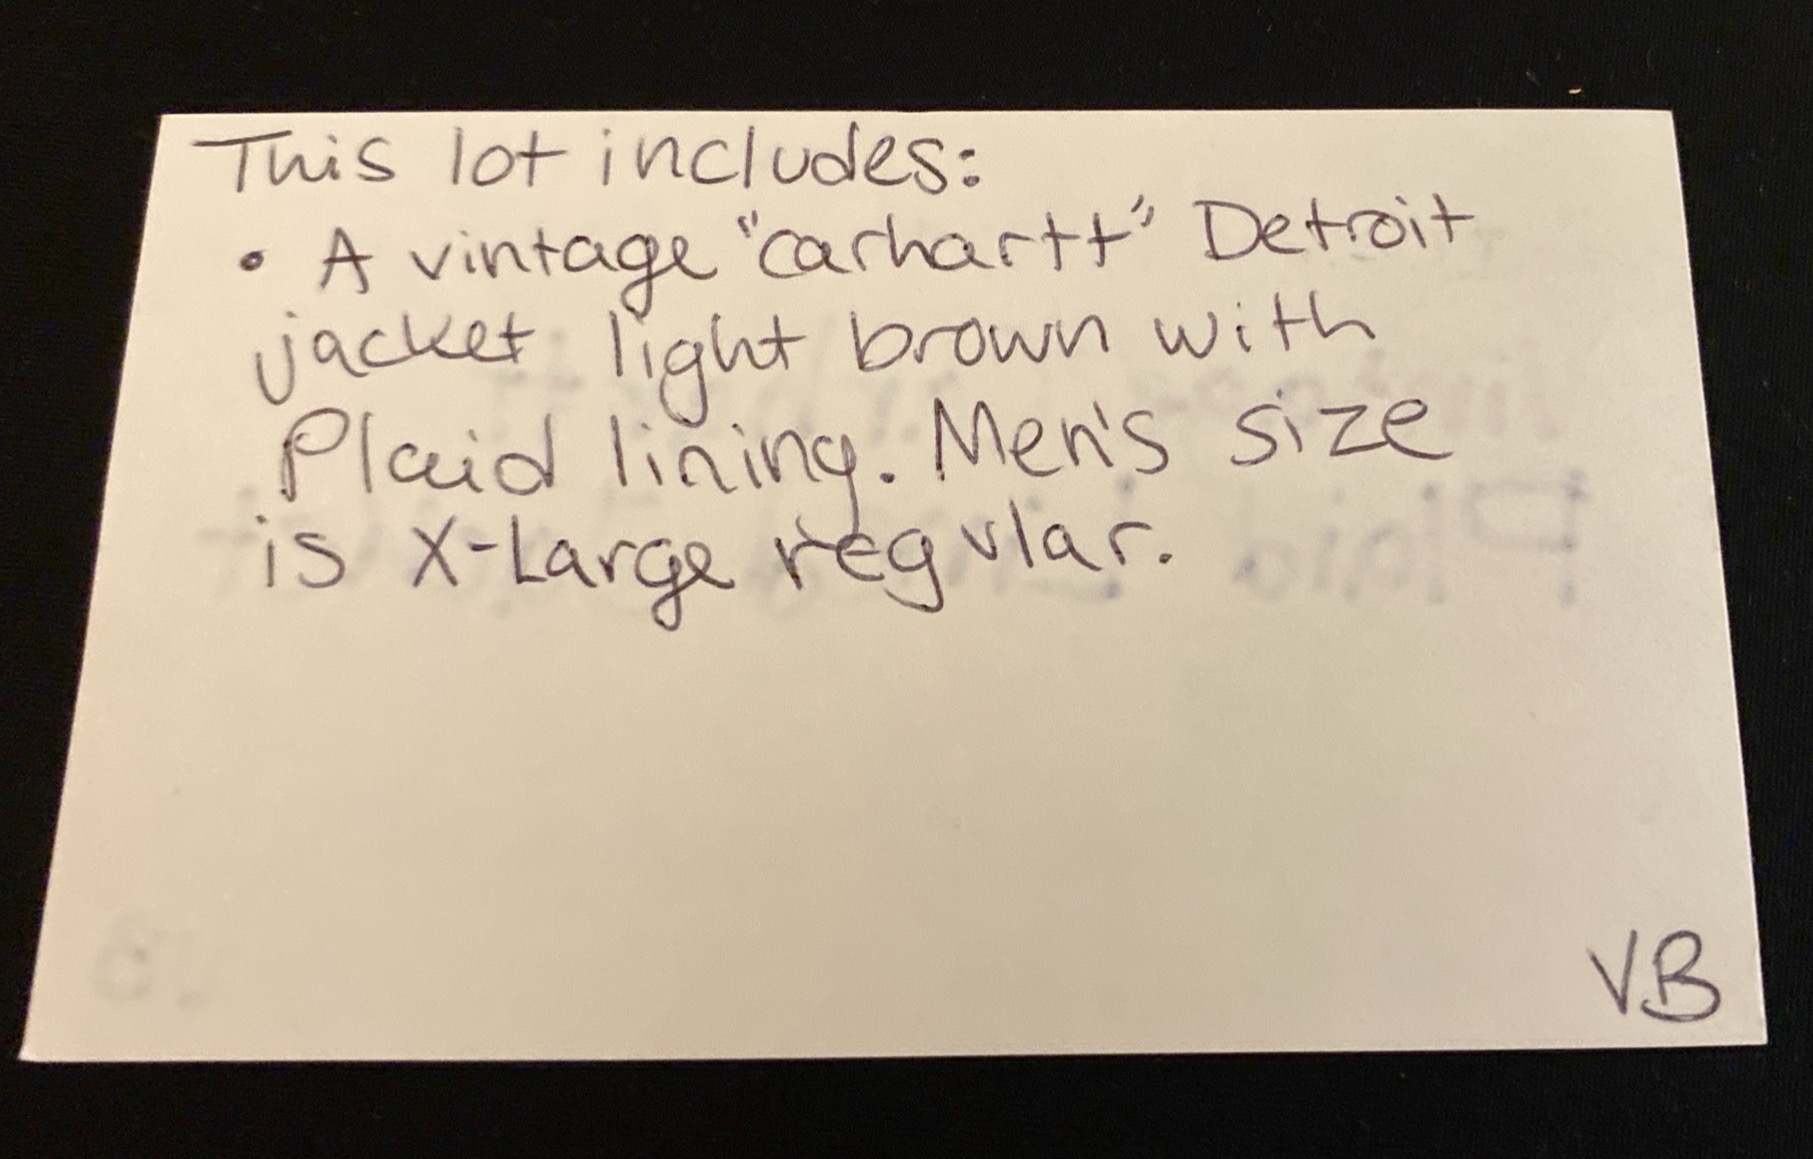 This lot includes:
• A vintage "carhartt" Detroit
jacket light brown with
Plaid lining. Men's size
is X-Large regular.
VB